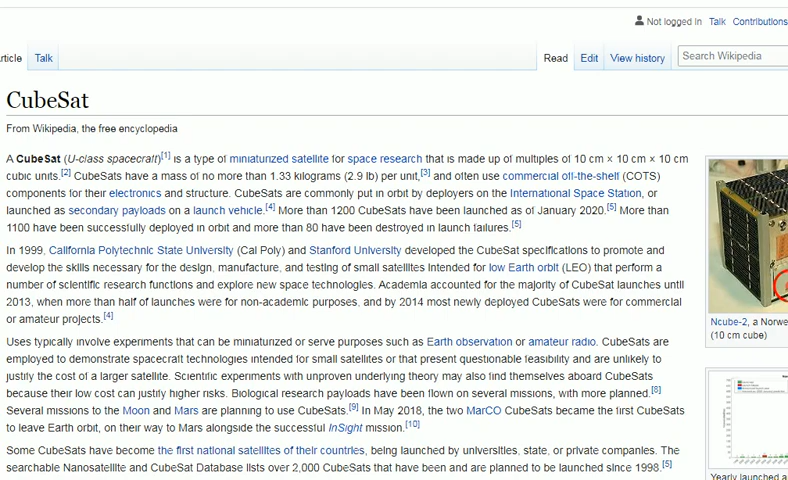 Not logged in Talk Contributions
Article Talk Read Edit View history Search Wikipedia
CubeSat
From Wikipedia, the free encyclopedia
A CubeSat (U-class spacecraft)[1] is a type of miniaturized satellite for space research that is made up of multiples of 10 cm × 10 cm × 10 cm
cubic units.[2] CubeSats have a mass of no more than 1.33 kilograms (2.9 lb) per unit,[3] and often use commercial off-the-shelf (COTS)
components for their electronics and structure. CubeSats are commonly put in orbit by deployers on the International Space Station, or
launched as secondary payloads on a launch vehicle.[4] More than 1200 CubeSats have been launched as of January 2020.[5] More than
1100 have been successfully deployed in orbit and more than 80 have been destroyed in launch failures.[5]
In 1999, California Polytechnic State University (Cal Poly) and Stanford University developed the CubeSat specifications to promote and
develop the skills necessary for the design, manufacture, and testing of small satellites intended for low Earth orbit (LEO) that perform a
number of scientific research functions and explore new space technologies. Academia accounted for the majority of CubeSat launches until
2013, when more than half of launches were for non-academic purposes, and by 2014 most newly deployed CubeSats were for commercial
or amateur projects.[4]
Uses typically involve experiments that can be miniaturized or serve purposes such as Earth observation or amateur radio. CubeSats are
employed to demonstrate spacecraft technologies intended for small satellites or that present questionable feasibility and are unlikely to
justify the cost of a larger satellite. Scientific experiments with unproven underlying theory may also find themselves aboard CubeSats
because their low cost can justify higher risks. Biological research payloads have been flown on several missions, with more planned.[8]
Several missions to the Moon and Mars are planning to use CubeSats.[9] In May 2018, the two MarCO CubeSats became the first CubeSats
to leave Earth orbit, on their way to Mars alongside the successful InSight mission.[10]
Some CubeSats have become the first national satellites of their countries, being launched by universities, state, or private companies. The
searchable Nanosatellite and CubeSat Database lists over 2,000 CubeSats that have been and are planned to be launched since 1998.[5]
Ncube-2, a Norwe
(10 cm cube)
Yearly launched a